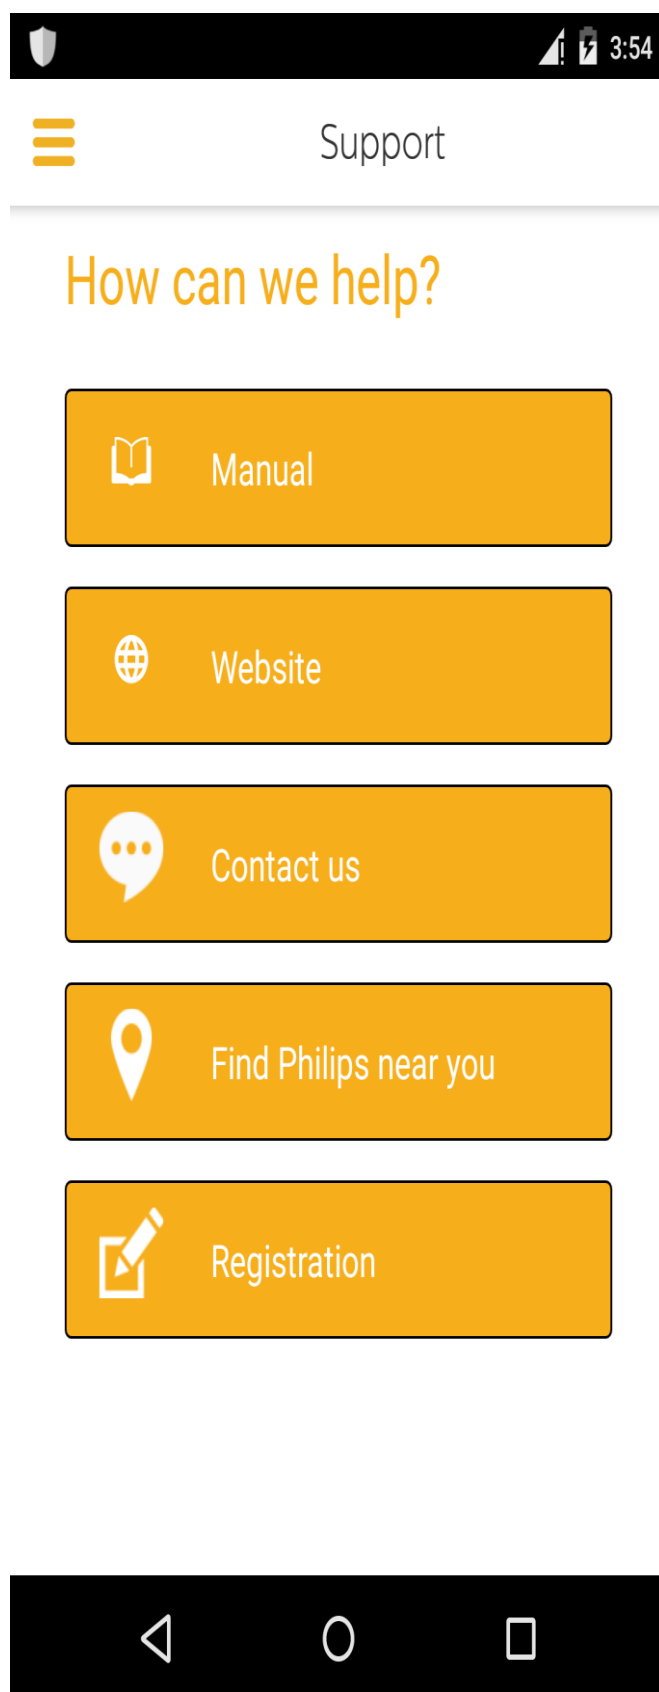 3:54
Support
How can we help?
Manual
Website
Contact us
Find Philips near you
Registration